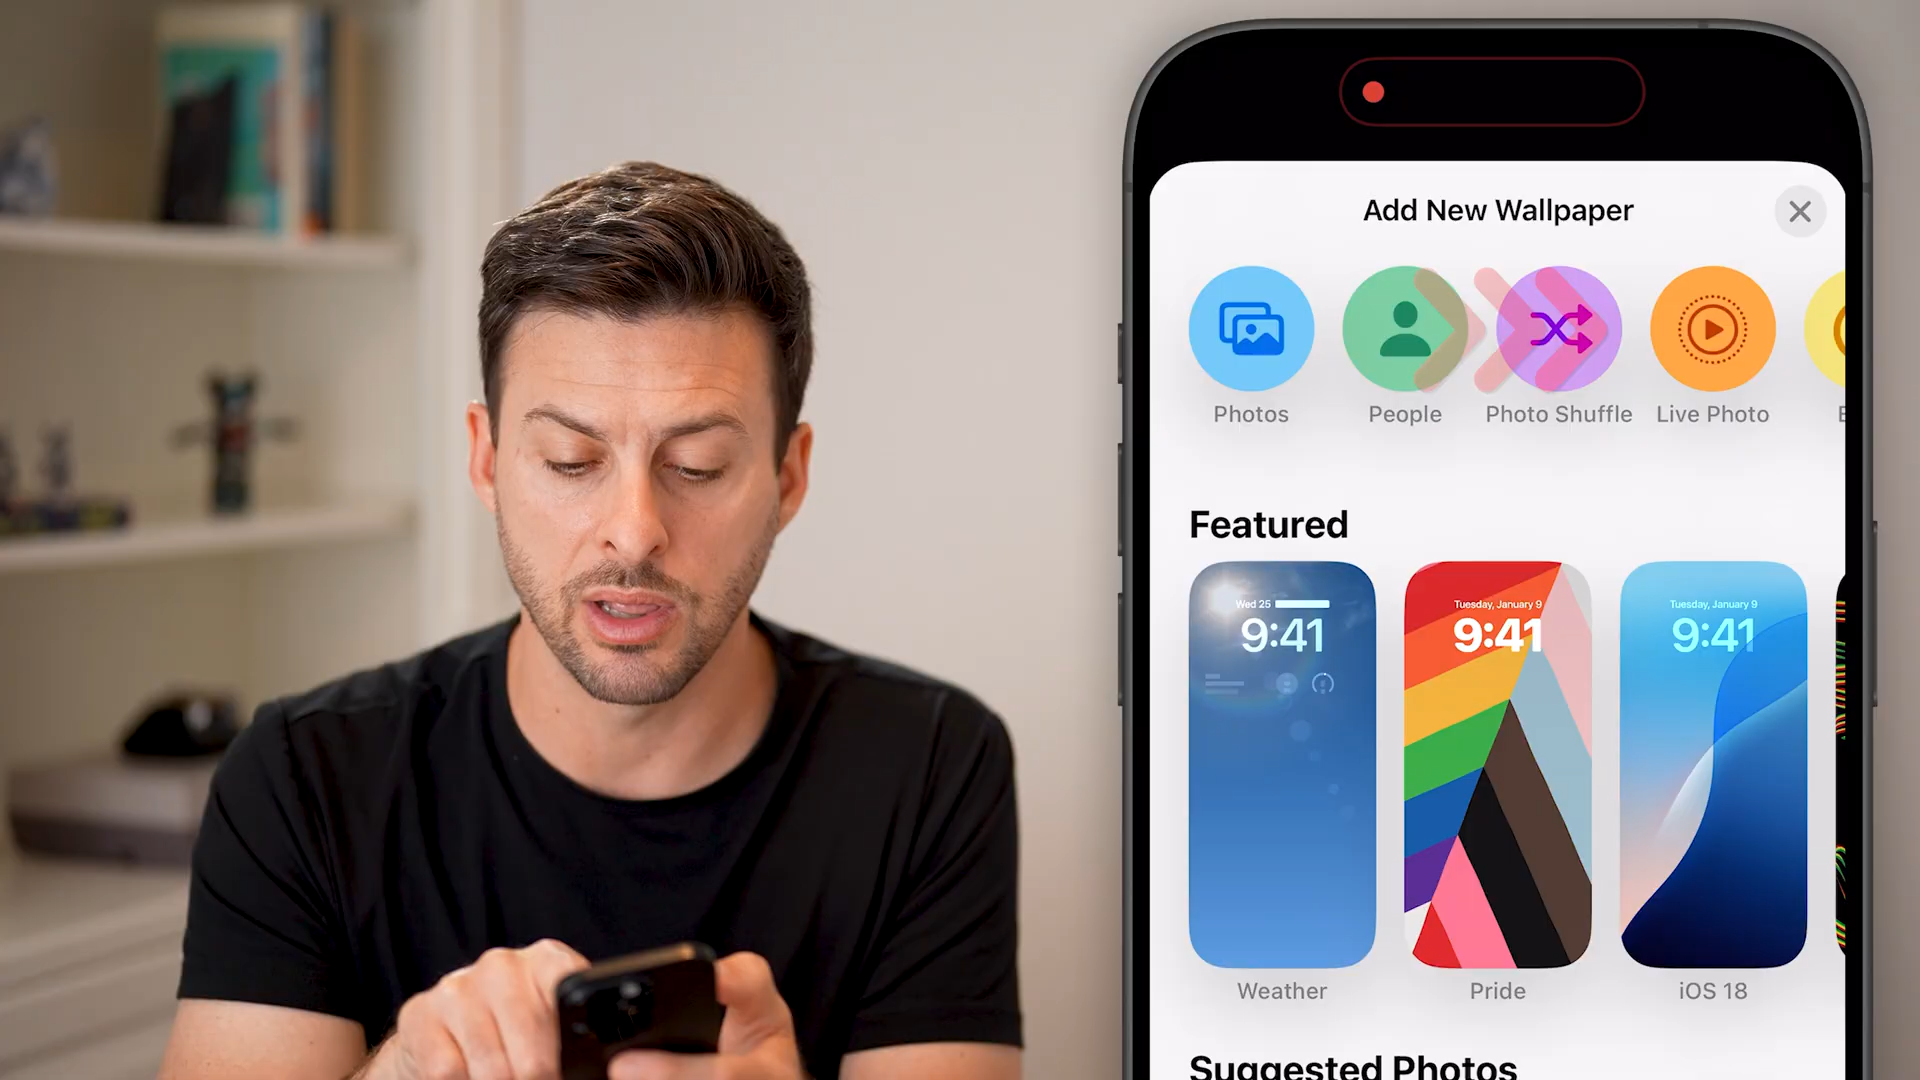 Add New Wallpaper
Photos
People
Photo Shuffle
Live Photo
Featured
Wed 25
9:41
Tuesday, January 9
9:41
Tuesday, January 9
9:41
Weather
Pride
iOS 18
Suggested Photos